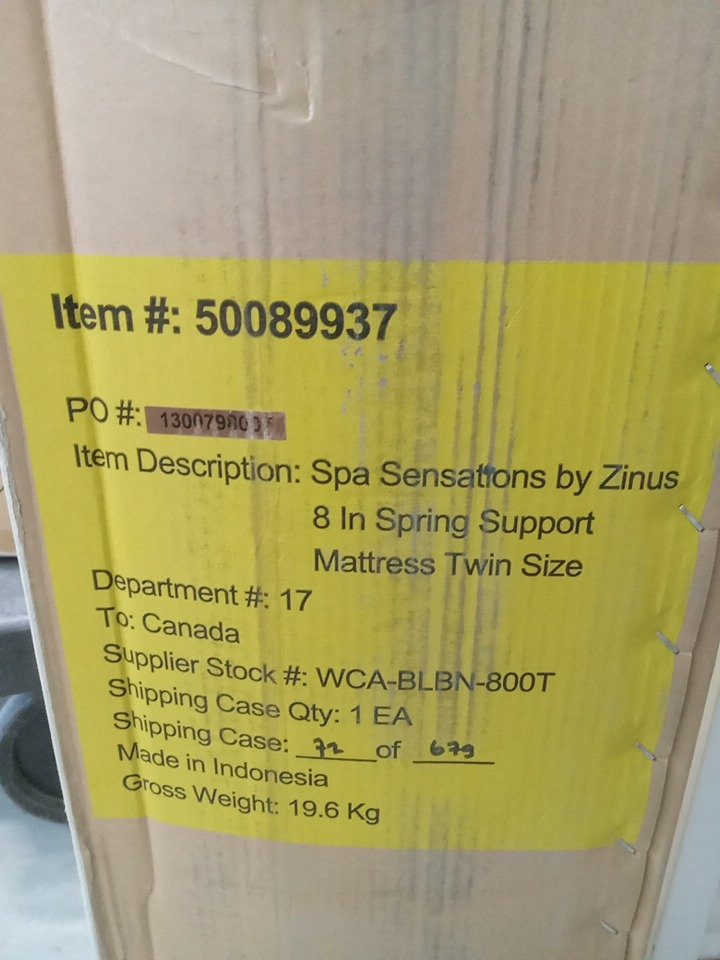 Item #: 50089937
PO #:
Item Description: Spa Sensations by Zinus
8 In Spring Support
Mattress Twin Size
Department #: 17
To: Canada
Supplier Stock #: WCA-BLBN-800T
Shipping Case Qty: 1 EA
Shipping Case: 72 of 679
Made in Indonesia
Gross Weight: 19.6 Kg